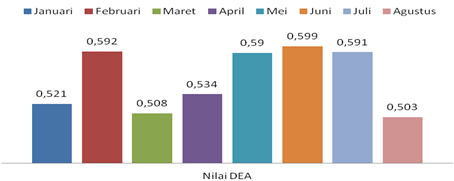 Januari Februari Maret April Mei Juni Juli Agustus
0,521 0,592 0,508 0,534 0,59 0,599 0,591 0,503
Nilai DEA